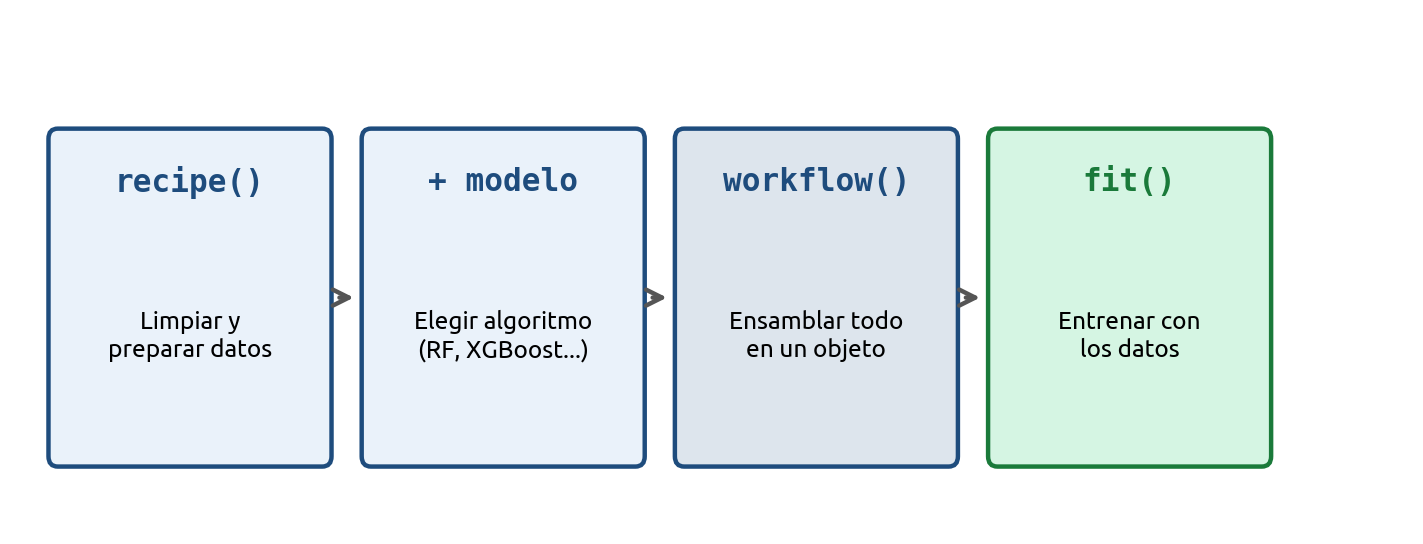 recipe()
Limpiar y
preparar datos
+ modelo
Elegir algoritmo
(RF, XGBoost...)
workflow()
Ensamblar todo
en un objeto
fit()
Entrenar con
los datos